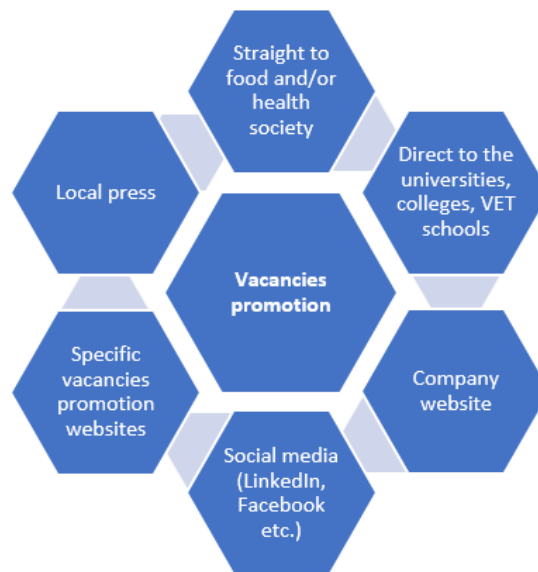 Straight to
food and/or
health
society
Direct to the
universities,
colleges, VET
schools
Local press
Vacancies
promotion
Specific
vacancies
promotion
websites
Company
website
Social media
(LinkedIn,
Facebook
etc.)